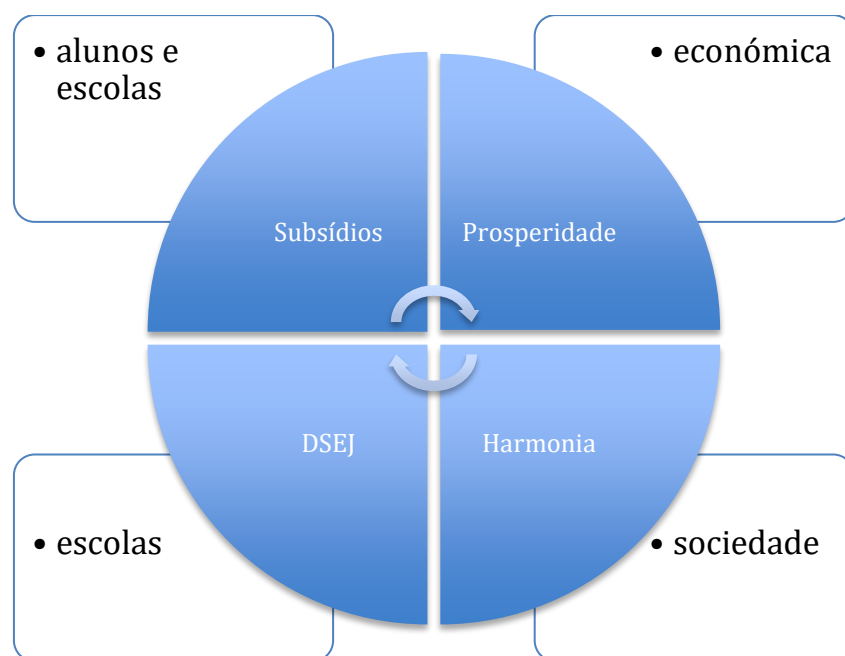 • alunos e
escolas
• económica
Subsídios
Prosperidade
DSEJ
Harmonia
• escolas
• sociedade